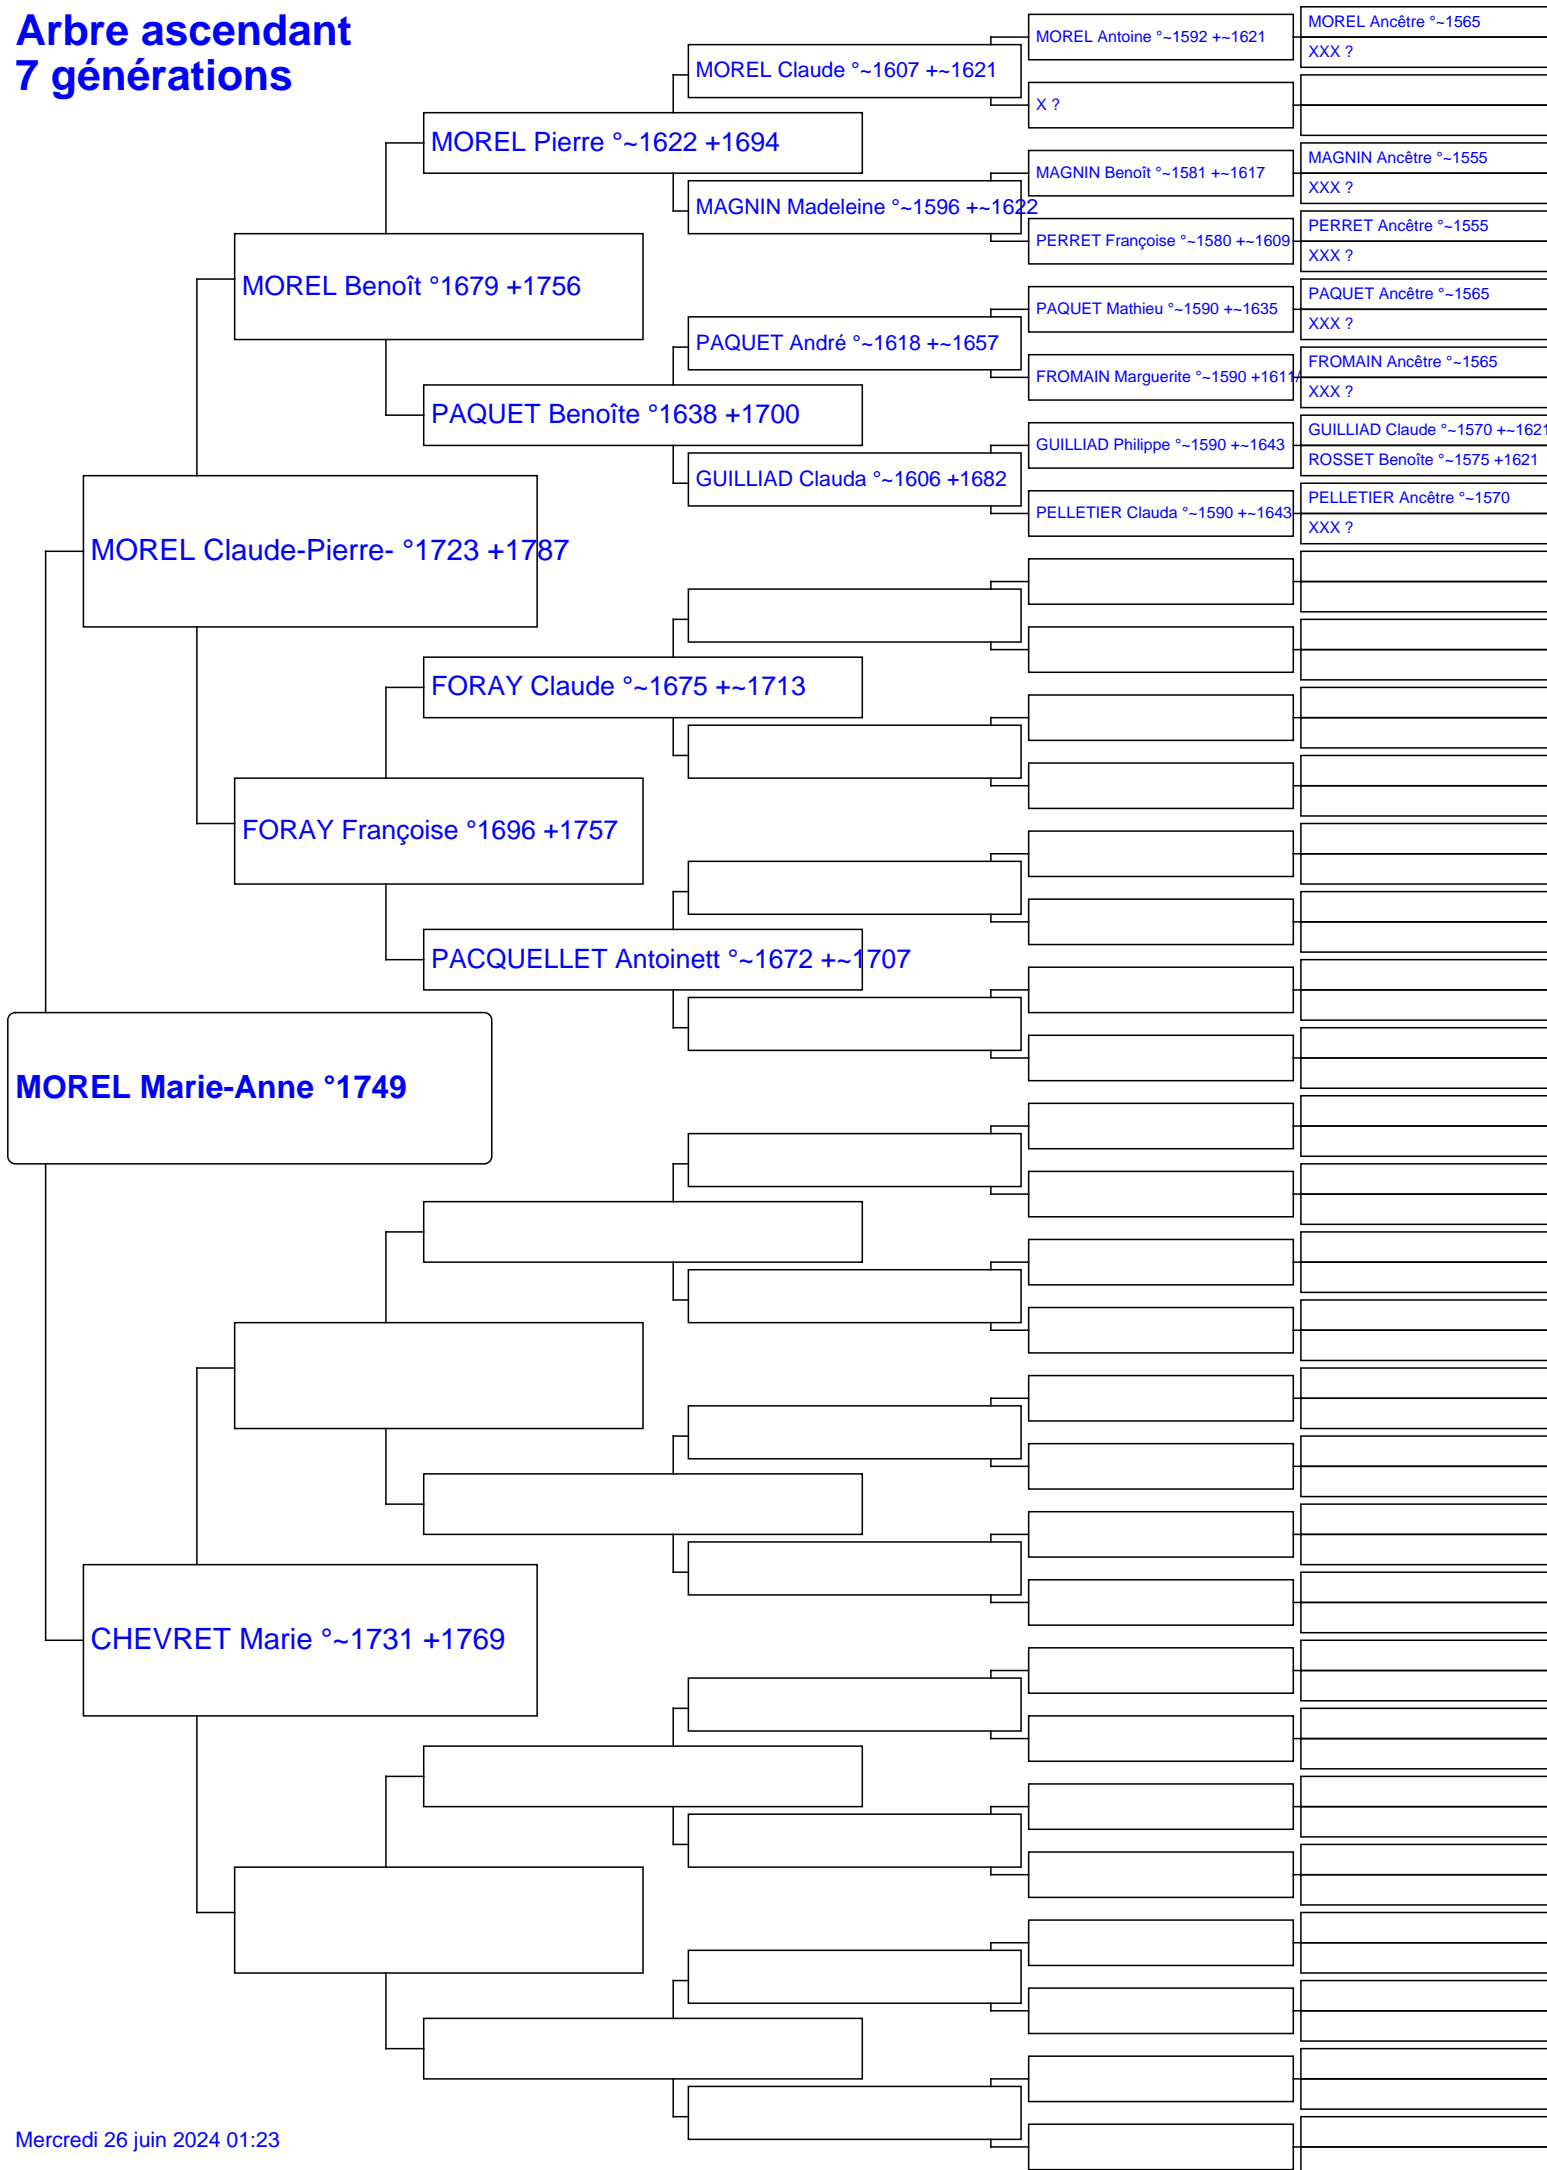 Arbre ascendant
7 générations
MOREL Marie-Anne °1749
MOREL Claude-Pierre- °1723 +1787
CHEVRET Marie °~1731 +1769
MOREL Benoît °1679 +1756
FORAY Françoise °1696 +1757
MOREL Pierre °~1622 +1694
PAQUET Benoîte °1638 +1700
FORAY Claude °~1675 +~1713
PACQUELLET Antoinett °~1672 +~1707
MOREL Claude °~1607 +~1621
MAGNIN Madeleine °~1596 +~1622
PAQUET André °~1618 +~1657
GUILLIAD Clauda °~1606 +1682
MOREL Antoine °~1592 +~1621
X ?
MAGNIN Benoît °~1581 +~1617
PERRET Françoise °~1580 +~1609
PAQUET Mathieu °~1590 +~1635
FROMAIN Marguerite °~1590 +1611/
GUILLIAD Philippe °~1590 +~1643
PELLETIER Clauda °~1590 +~1643
MOREL Ancêtre °~1565
XXX ?
MAGNIN Ancêtre °~1555
XXX ?
PERRET Ancêtre °~1555
XXX ?
PAQUET Ancêtre °~1565
XXX ?
FROMAIN Ancêtre °~1565
XXX ?
GUILLIAD Claude °~1570 +~1621
ROSSET Benoîte °~1575 +1621
PELLETIER Ancêtre °~1570
XXX ?
Mercredi 26 juin 2024 01:23